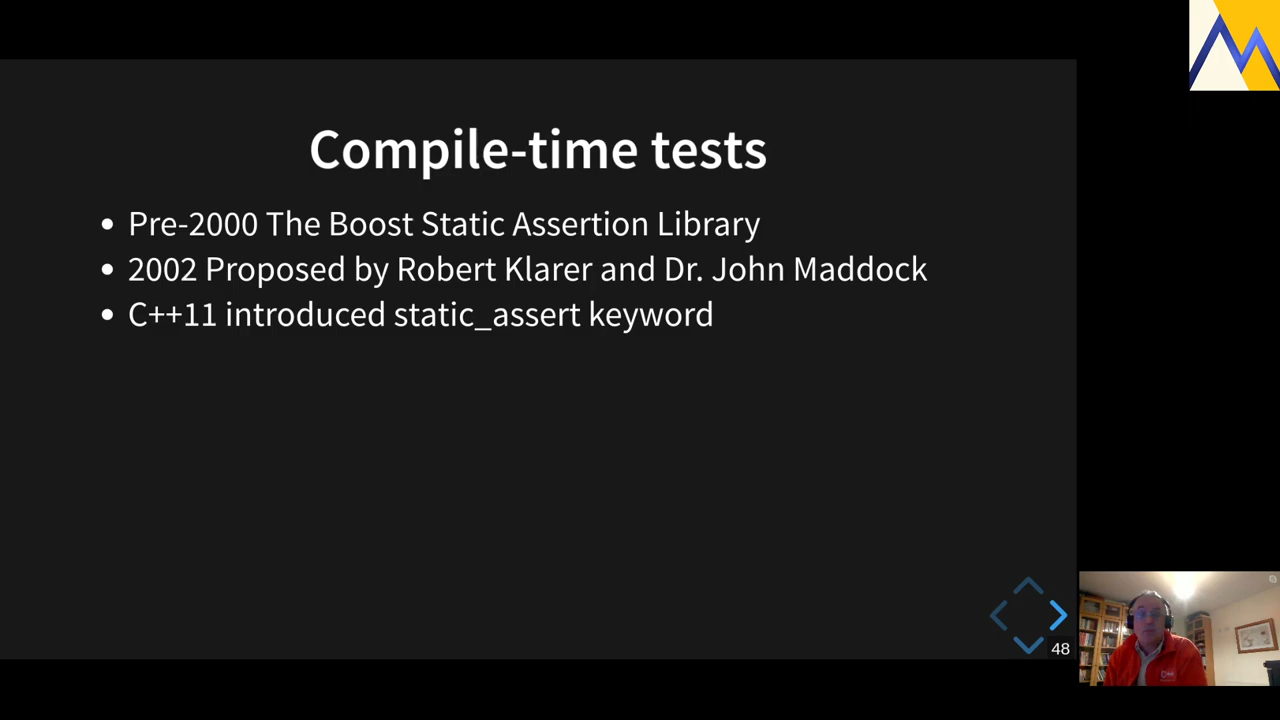 Compile-time tests
• Pre-2000 The Boost Static Assertion Library
• 2002 Proposed by Robert Klarer and Dr. John Maddock
• C++11 introduced static_assert keyword
48